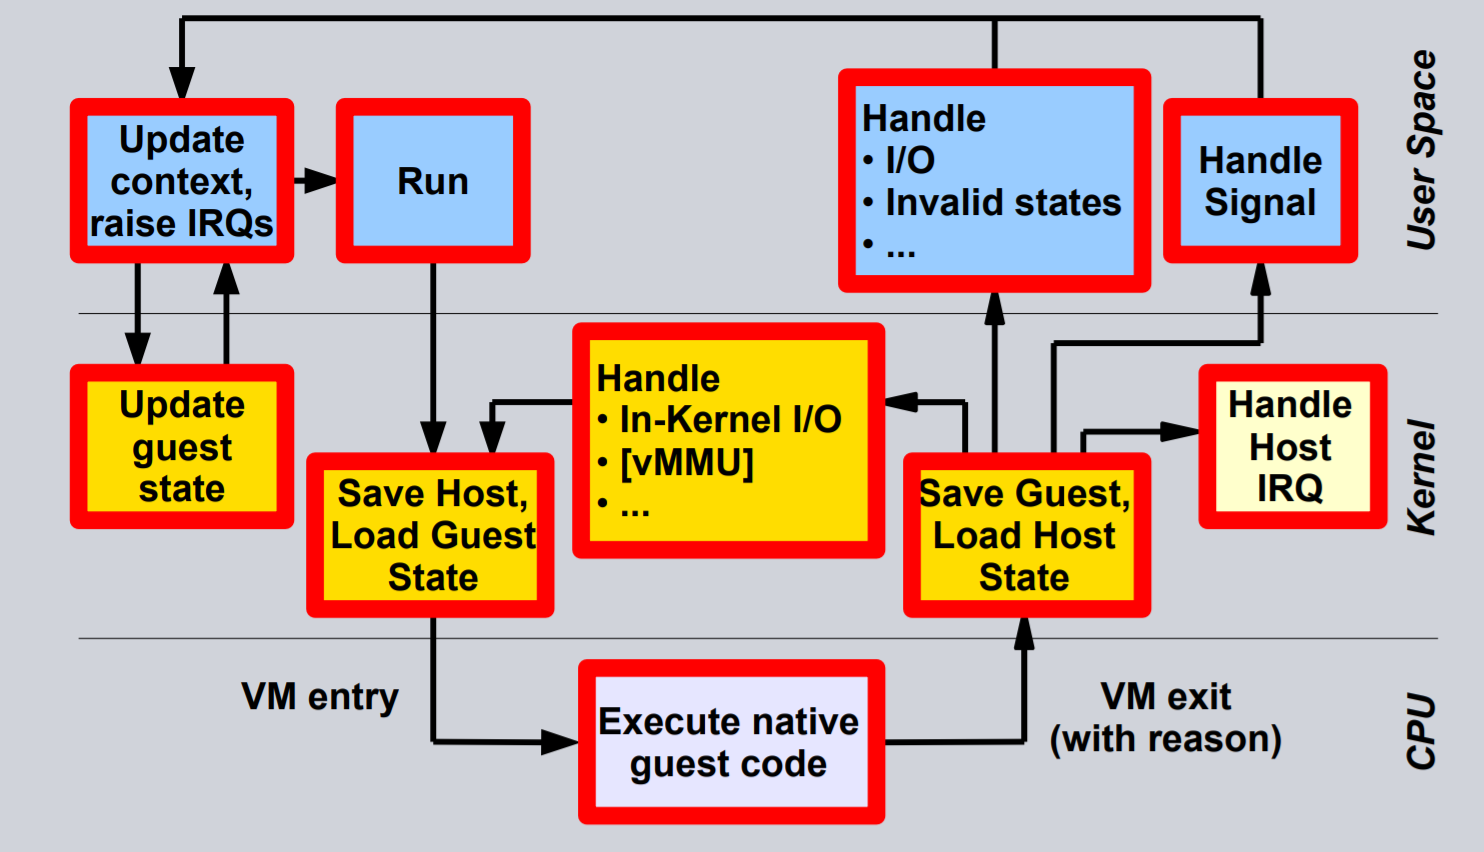 Update
context,
raise IRQs
Run
Handle
• I/O
• Invalid states
• ...
Handle
Signal
User Space
Update
guest
state
Save Host,
Load Guest
State
Handle
• In-Kernel I/O
• [vMMU]
• ...
Save Guest,
Load Host
State
Handle
Host
IRQ
Kernel
VM entry
Execute native
guest code
VM exit
(with reason)
CPU